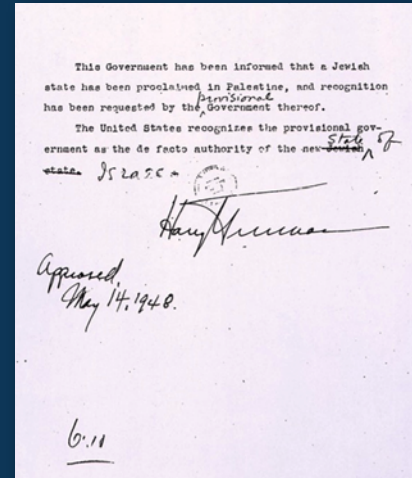 This Government has been informed that a Jewish
state has been proclaimed in Palestine, and recognition
provisional
has been requested by the Government thereof.
The United States recognizes the provisional gov-
ernment as the de facto authority of the new Jewish State of
state. Israel
Harry Truman
Approved,
May 14, 1948.
6.11